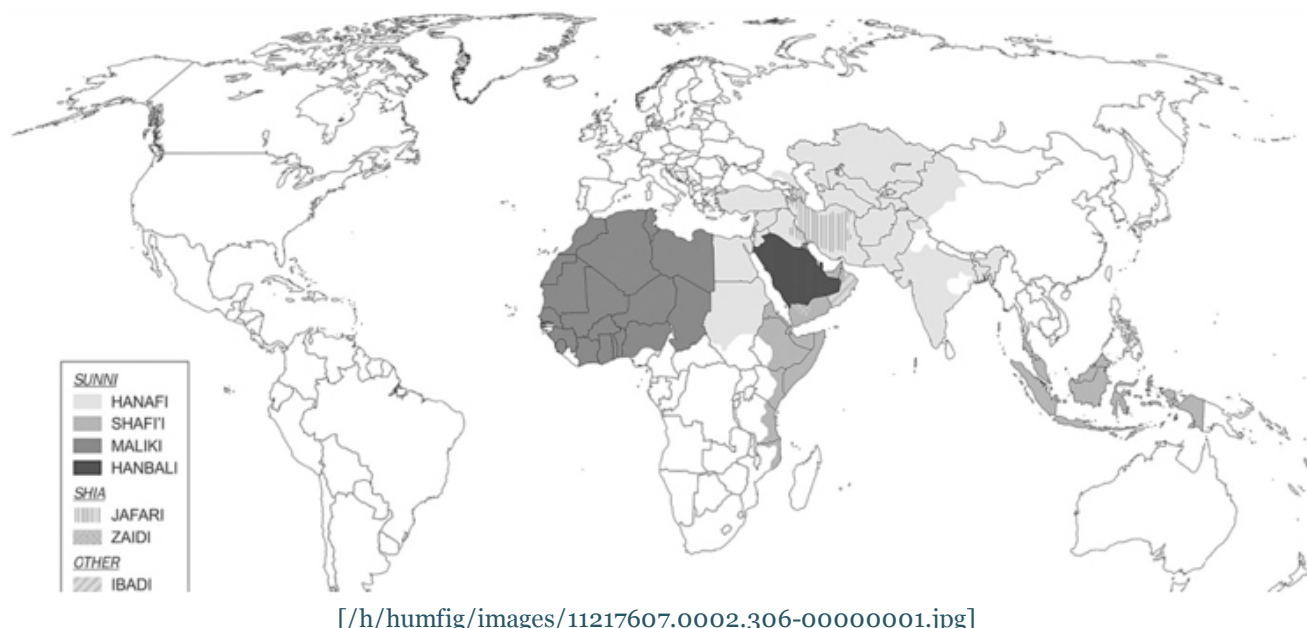 SUNNI
HANAFI
SHAFI'I
MALIKI
HANBALI
SHIA
JAFARI
ZAIDI
OTHER
IBADI
[/h/humfig/images/11217607.0002.306-00000001.jpg]